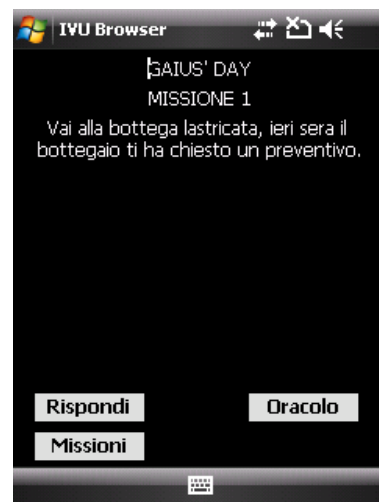 IVU Browser
GAIUS' DAY
MISSIONE 1
Vai alla bottega lastricata, ieri sera il
bottegaio ti ha chiesto un preventivo.
Rispondi
Oracolo
Missioni